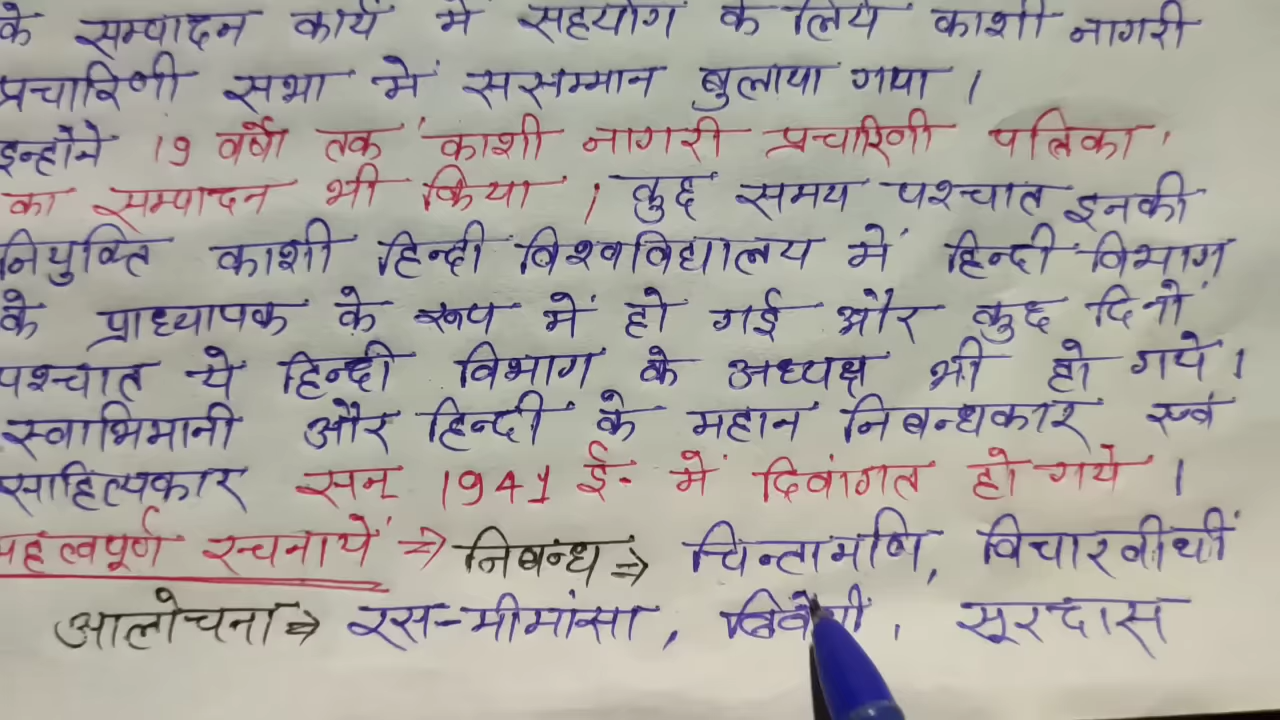 के सम्पादन कार्य में सहयोग के लिये काशी नागरी
प्रचारिणी सभा में ससम्मान बुलाया गया ।
इन्होंने 19 वर्षो तक 'काशी नागरी प्रचारिणी पत्रिका'
का सम्पादन भी किया । कुछ समय पश्चात इनकी
नियुक्ति काशी हिन्दी विश्वविद्यालय में हिन्दी विभाग
के प्राध्यापक के रूप में हो गई और कुछ दिनों
पश्चात ये हिन्दी विभाग के अध्यक्ष भी हो गये ।
स्वाभिमानी और हिन्दी के महान निबन्धकार एवं
साहित्यकार सन् 1941 ई. में दिवांगत हो गये ।
महत्वपूर्ण रचनायें ⇒ निबन्ध ⇒ चिन्तामणि, विचारवीथीं
आलोचना ⇒ रस-मीमांसा, त्रिवेणी, सूरदास